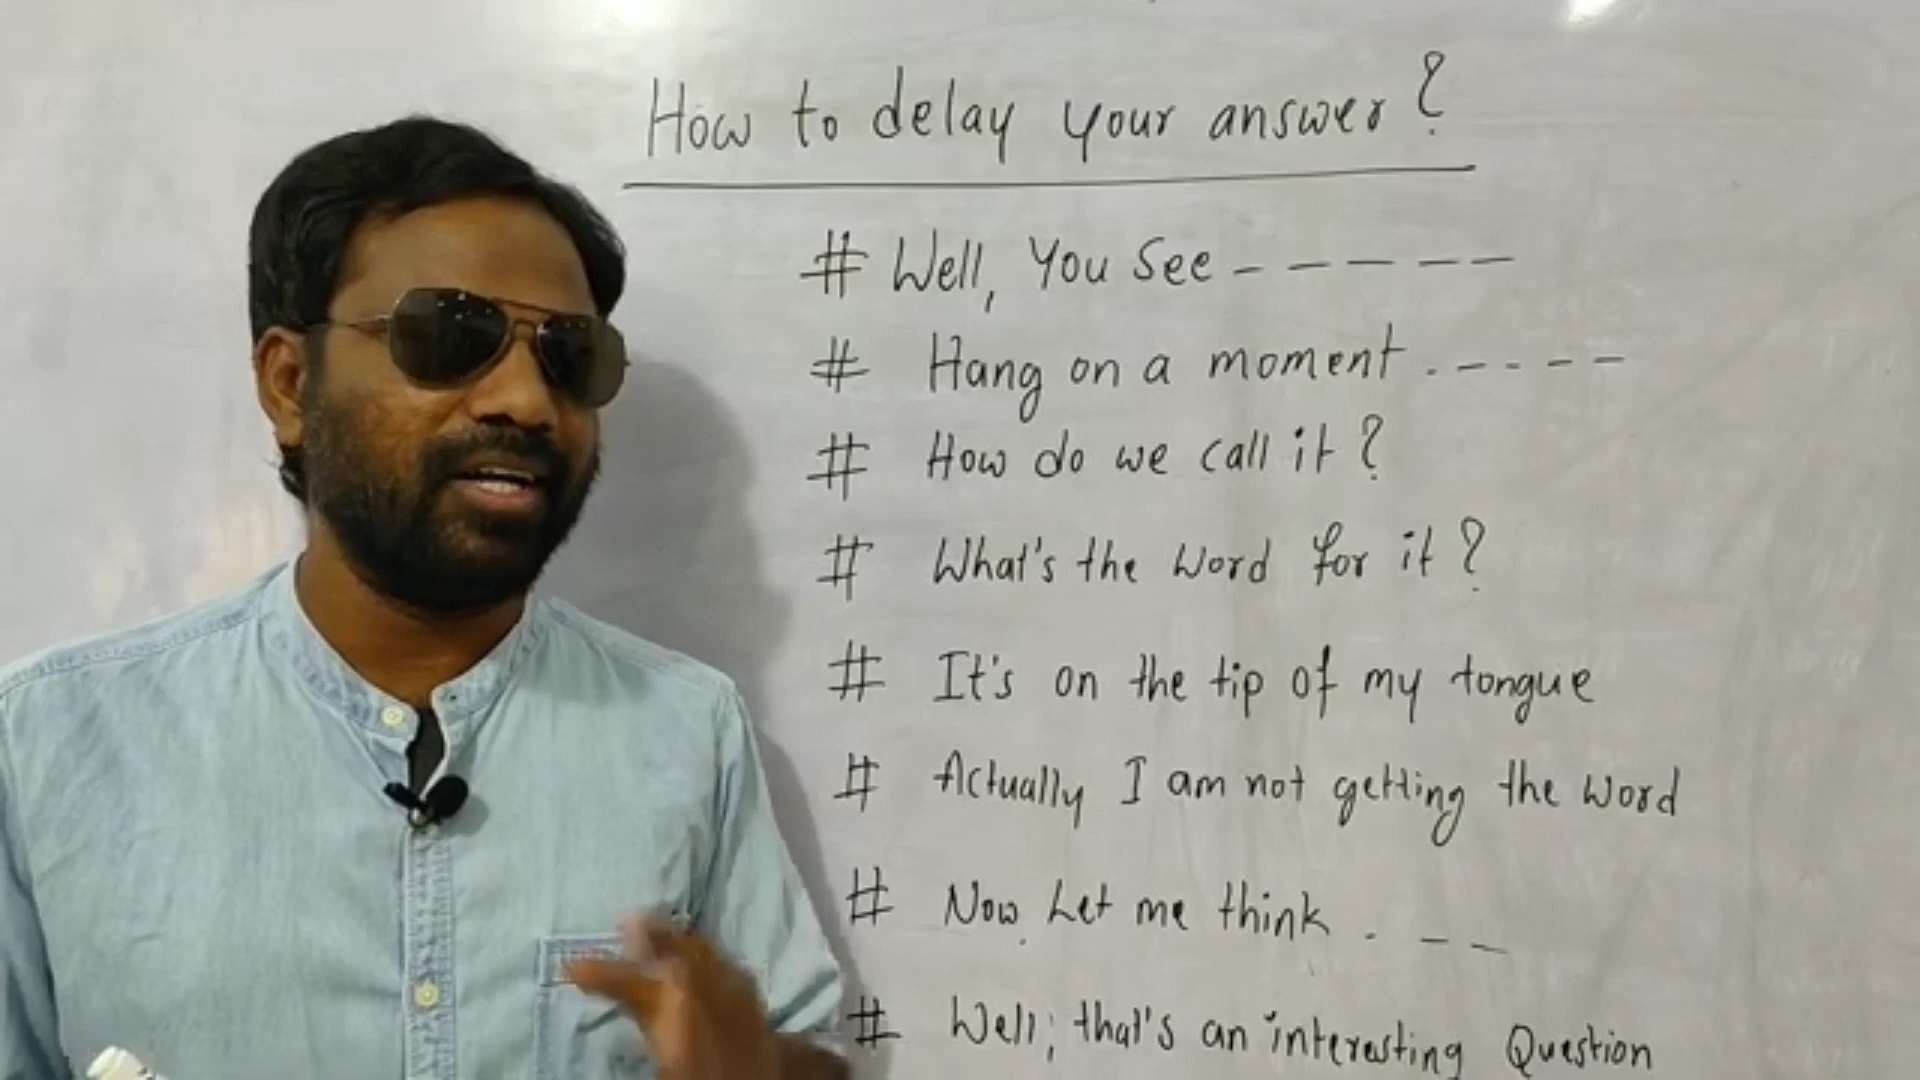 How to delay your answer?
# Well, You See - - - - -
# Hang on a moment . - - - -
# How do we call it?
# What's the word for it?
# It's on the tip of my tongue
# Actually I am not getting the word
# Now Let me think . - -
# Well; that's an interesting Question